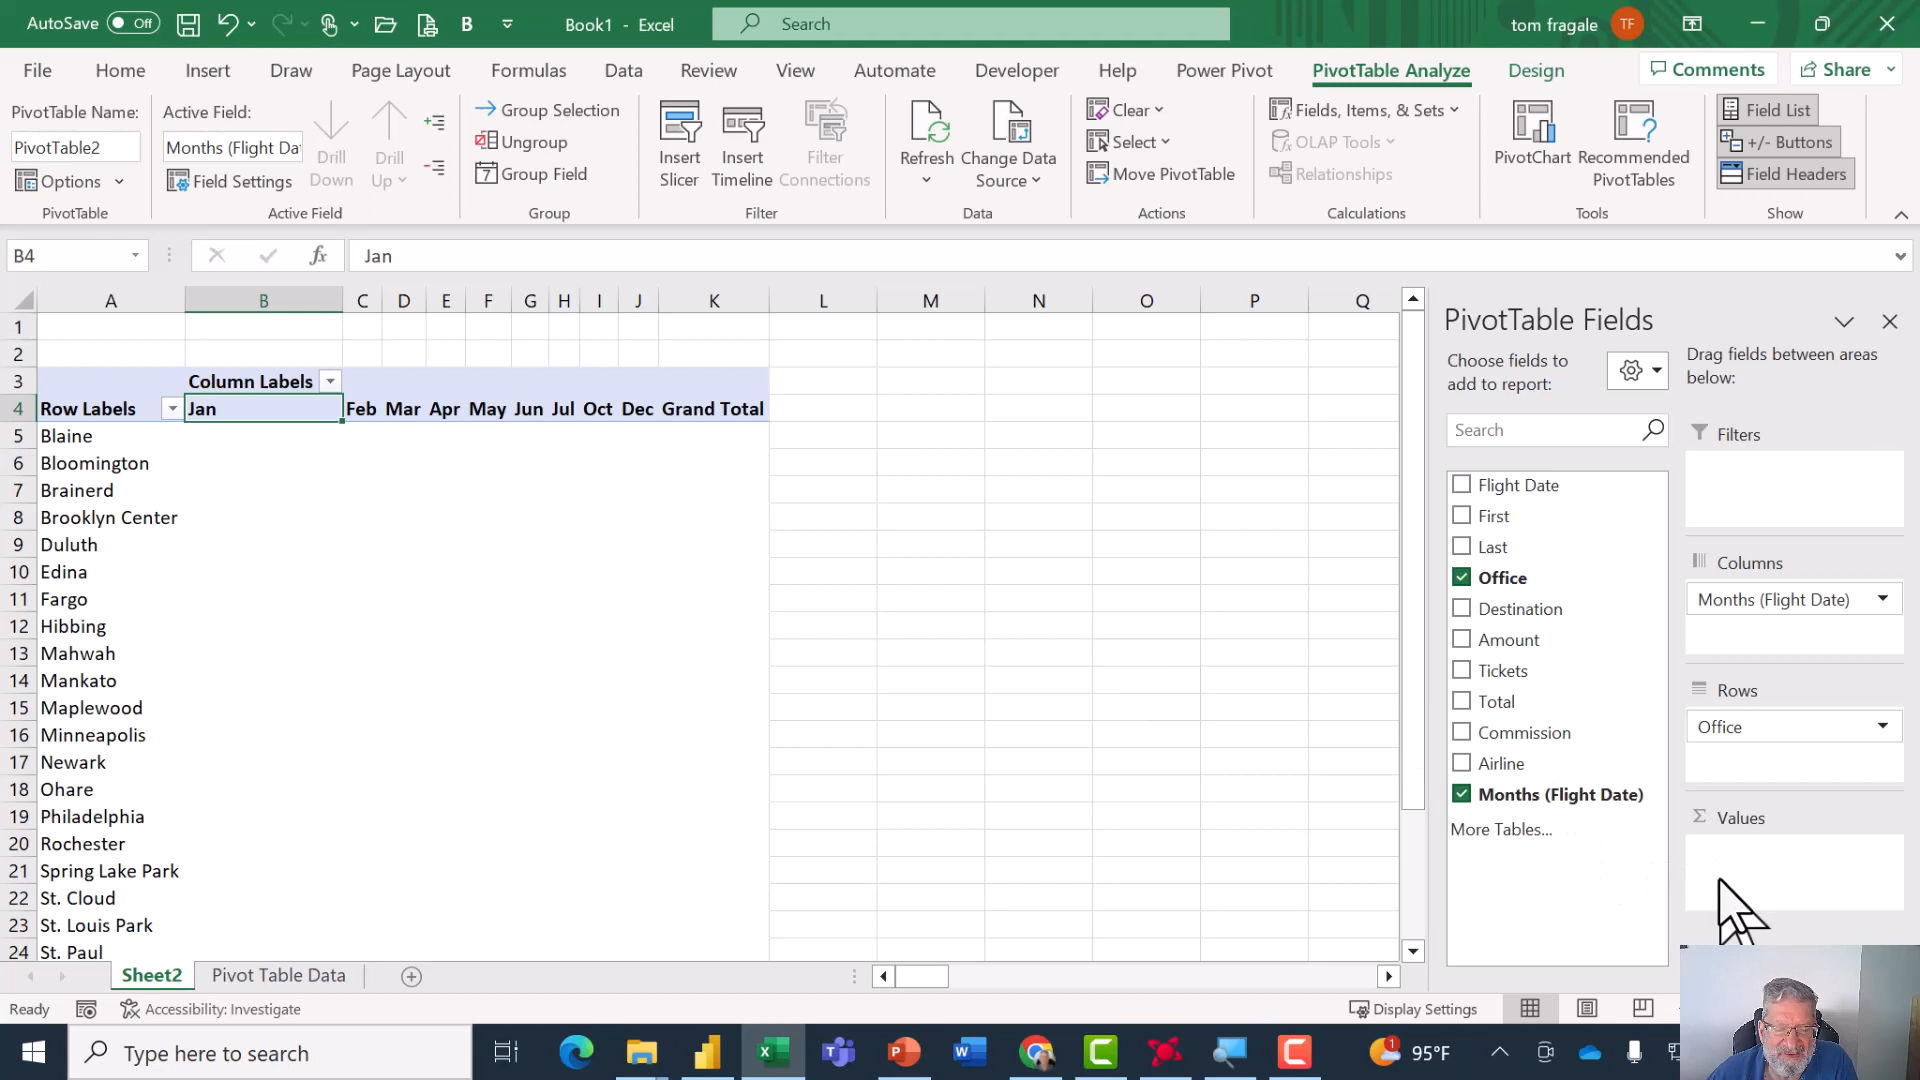 AutoSave Off B Book1 - Excel Search tom fragale TF
File Home Insert Draw Page Layout Formulas Data Review View Automate Developer Help Power Pivot PivotTable Analyze Design Comments Share
PivotTable Name:
PivotTable2
Options
PivotTable
Active Field:
Months (Flight Da
Field Settings
Drill
Down
Drill
Up
Active Field
Group Selection
Ungroup
Group Field
Group
Insert
Slicer
Insert
Timeline
Filter
Connections
Filter
Refresh
Change Data
Source
Data
Clear
Select
Move PivotTable
Actions
Fields, Items, & Sets
OLAP Tools
Relationships
Calculations
PivotChart
Recommended
PivotTables
Tools
Field List
+/- Buttons
Field Headers
Show
B4 fx Jan
A B C D E F G H I J K L M N O P Q
1
2
3 Column Labels
4 Row Labels Jan Feb Mar Apr May Jun Jul Oct Dec Grand Total
5 Blaine
6 Bloomington
7 Brainerd
8 Brooklyn Center
9 Duluth
10 Edina
11 Fargo
12 Hibbing
13 Mahwah
14 Mankato
15 Maplewood
16 Minneapolis
17 Newark
18 Ohare
19 Philadelphia
20 Rochester
21 Spring Lake Park
22 St. Cloud
23 St. Louis Park
24 St. Paul
PivotTable Fields
Choose fields to
add to report:
Search
Flight Date
First
Last
Office
Destination
Amount
Tickets
Total
Commission
Airline
Months (Flight Date)
More Tables...
Drag fields between areas
below:
Filters
Columns
Months (Flight Date)
Rows
Office
Σ Values
Sheet2 Pivot Table Data
Ready Accessibility: Investigate Display Settings
Type here to search 1 95°F